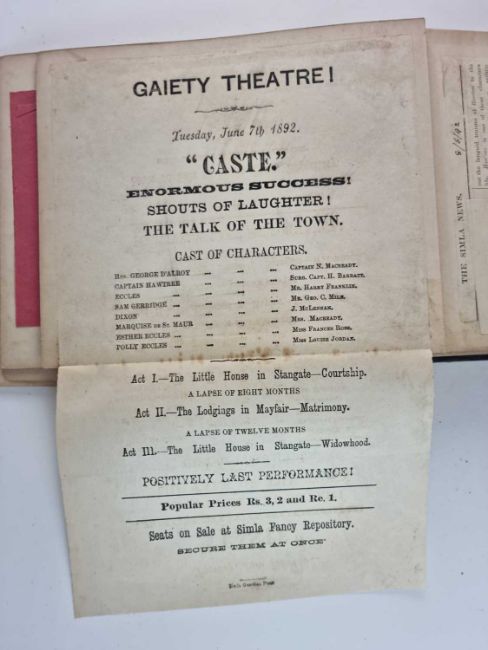 GAIETY THEATRE!
Tuesday, June 7th 1892.
"CASTE."
ENORMOUS SUCCESS!
SHOUTS OF LAUGHTER!
THE TALK OF THE TOWN.
CAST OF CHARACTERS.
Hon. GEORGE D'ALROY ... ... ... CAPTAIN N. MACREADY.
CAPTAIN HAWTREE ... ... ... SURG. CAPT. H. BARRATT.
ECCLES ... ... ... MR. HARRY FRANKLIN.
SAM GERRIDGE ... ... ... MR. GEO. C. MILN.
DIXON ... ... ... J. McLENNAN.
MARQUISE DE ST. MAUR ... ... ... MRS. MACREADY.
ESTHER ECCLES ... ... ... MISS FRANCES ROSS.
POLLY ECCLES ... ... ... MISS LOUISE JORDAN.
Act I.—The Little House in Stangate—Courtship.
A LAPSE OF EIGHT MONTHS
Act II.—The Lodgings in Mayfair—Matrimony.
A LAPSE OF TWELVE MONTHS
Act III.—The Little House in Stangate—Widowhood.
POSITIVELY LAST PERFORMANCE!
Popular Prices Rs. 3, 2 and Re. 1.
Seats on Sale at Simla Fancy Repository.
SECURE THEM AT ONCE
THE SIMLA NEWS.